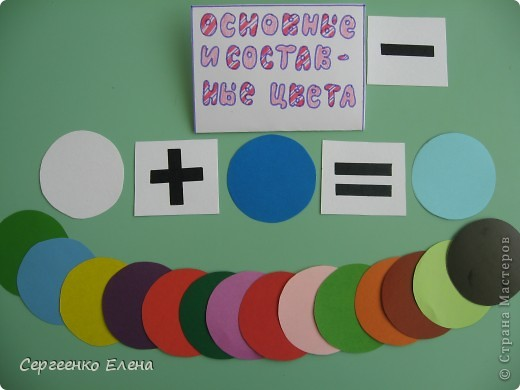 ОСНОВНЫЕ
И СОСТАВ-
НЫЕ ЦВЕТА
−
+
=
Сергеенко Елена
© Страна Мастеров